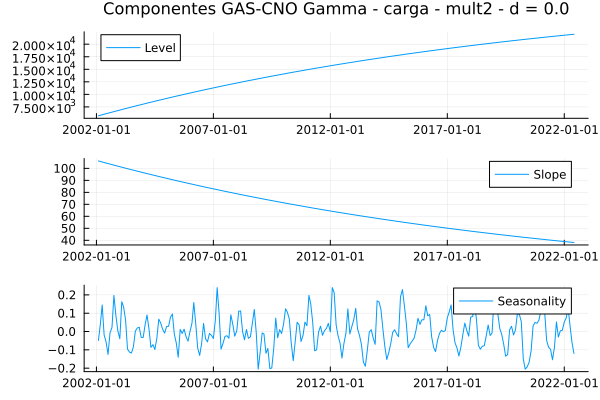 Componentes GAS-CNO Gamma - carga - mult2 - d = 0.0
Level
2.000×10⁴
1.750×10⁴
1.500×10⁴
1.250×10⁴
1.000×10⁴
7.500×10³
2002-01-01 2007-01-01 2012-01-01 2017-01-01 2022-01-01
Slope
100
90
80
70
60
50
40
2002-01-01 2007-01-01 2012-01-01 2017-01-01 2022-01-01
Seasonality
0.2
0.1
0.0
−0.1
−0.2
2002-01-01 2007-01-01 2012-01-01 2017-01-01 2022-01-01